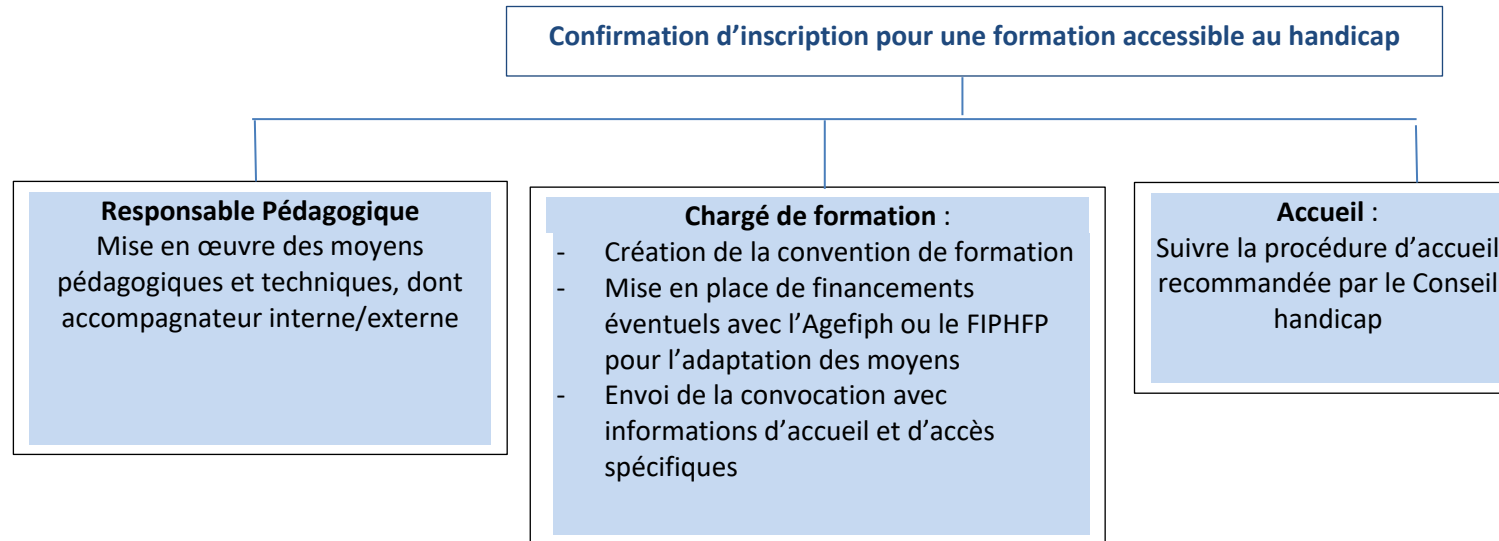 Confirmation d’inscription pour une formation accessible au handicap
Responsable Pédagogique
Mise en œuvre des moyens
pédagogiques et techniques, dont
accompagnateur interne/externe
Chargé de formation :
- Création de la convention de formation
- Mise en place de financements
éventuels avec l’Agefiph ou le FIPHFP
pour l’adaptation des moyens
- Envoi de la convocation avec
informations d’accueil et d’accès
spécifiques
Accueil :
Suivre la procédure d’accueil
recommandée par le Conseil
handicap